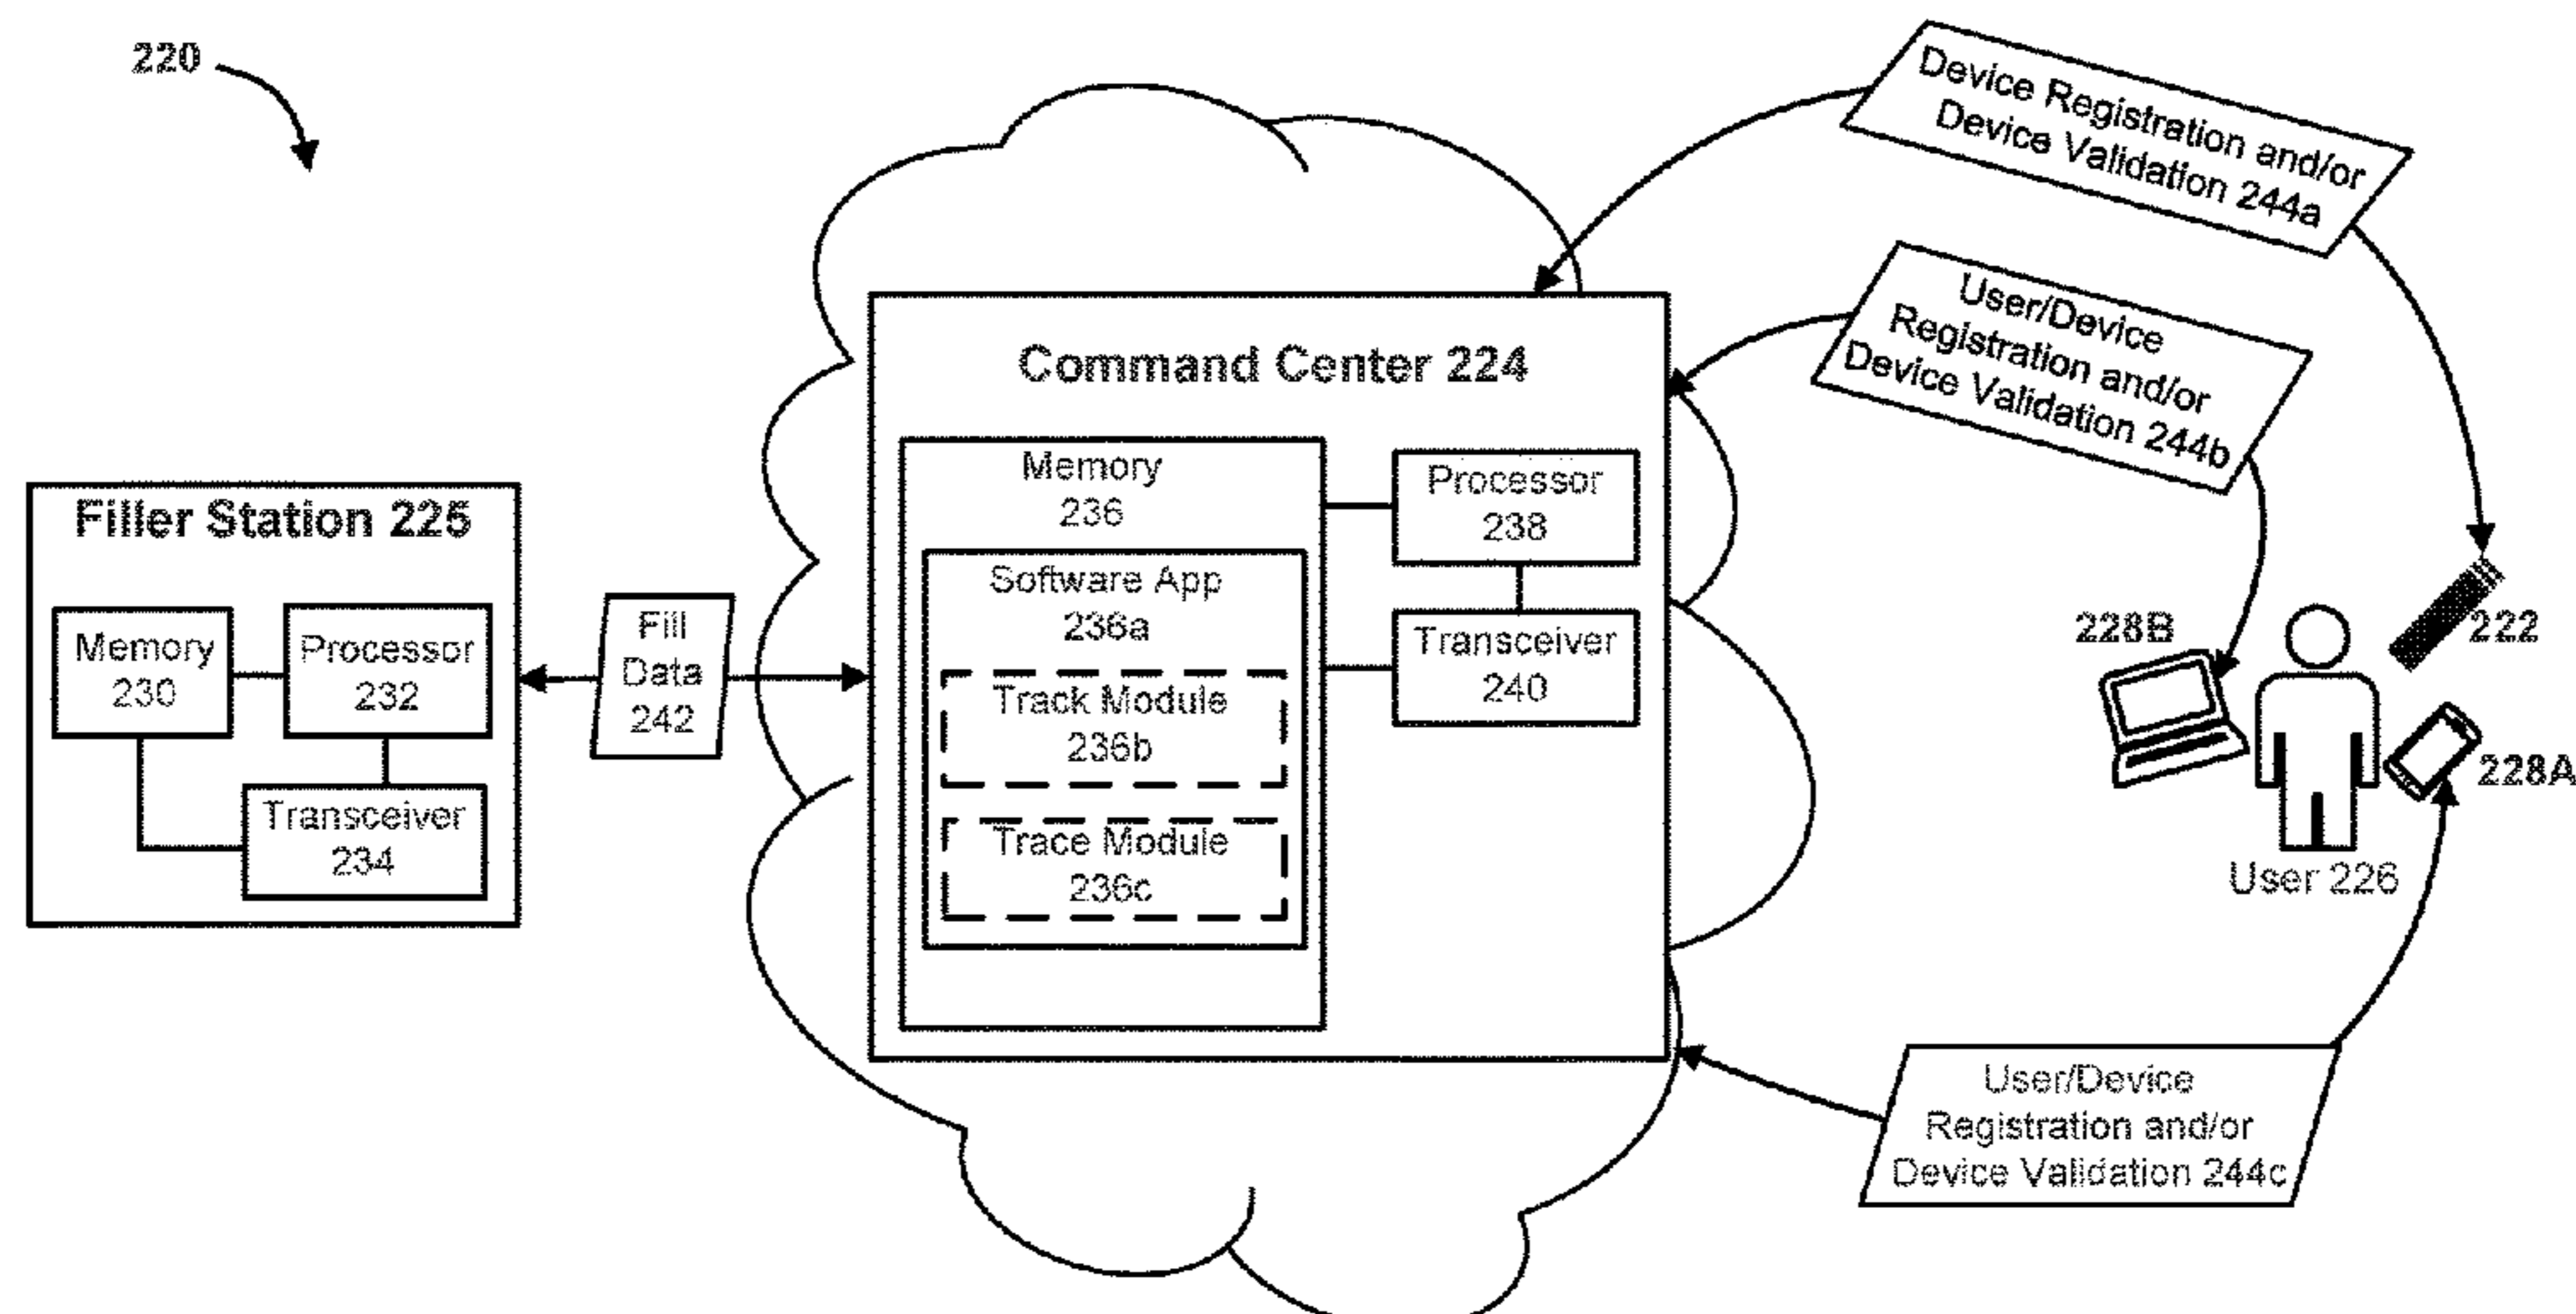 220
Device Registration and/or
Device Validation 244a
User/Device
Registration and/or
Device Validation 244b
Command Center 224
Memory
236
Processor
238
Software App
236a
Transceiver
240
Track Module
236b
Trace Module
236c
Filler Station 225
Memory
230
Processor
232
Transceiver
234
Fill
Data
242
228B
222
228A
User 226
User/Device
Registration and/or
Device Validation 244c